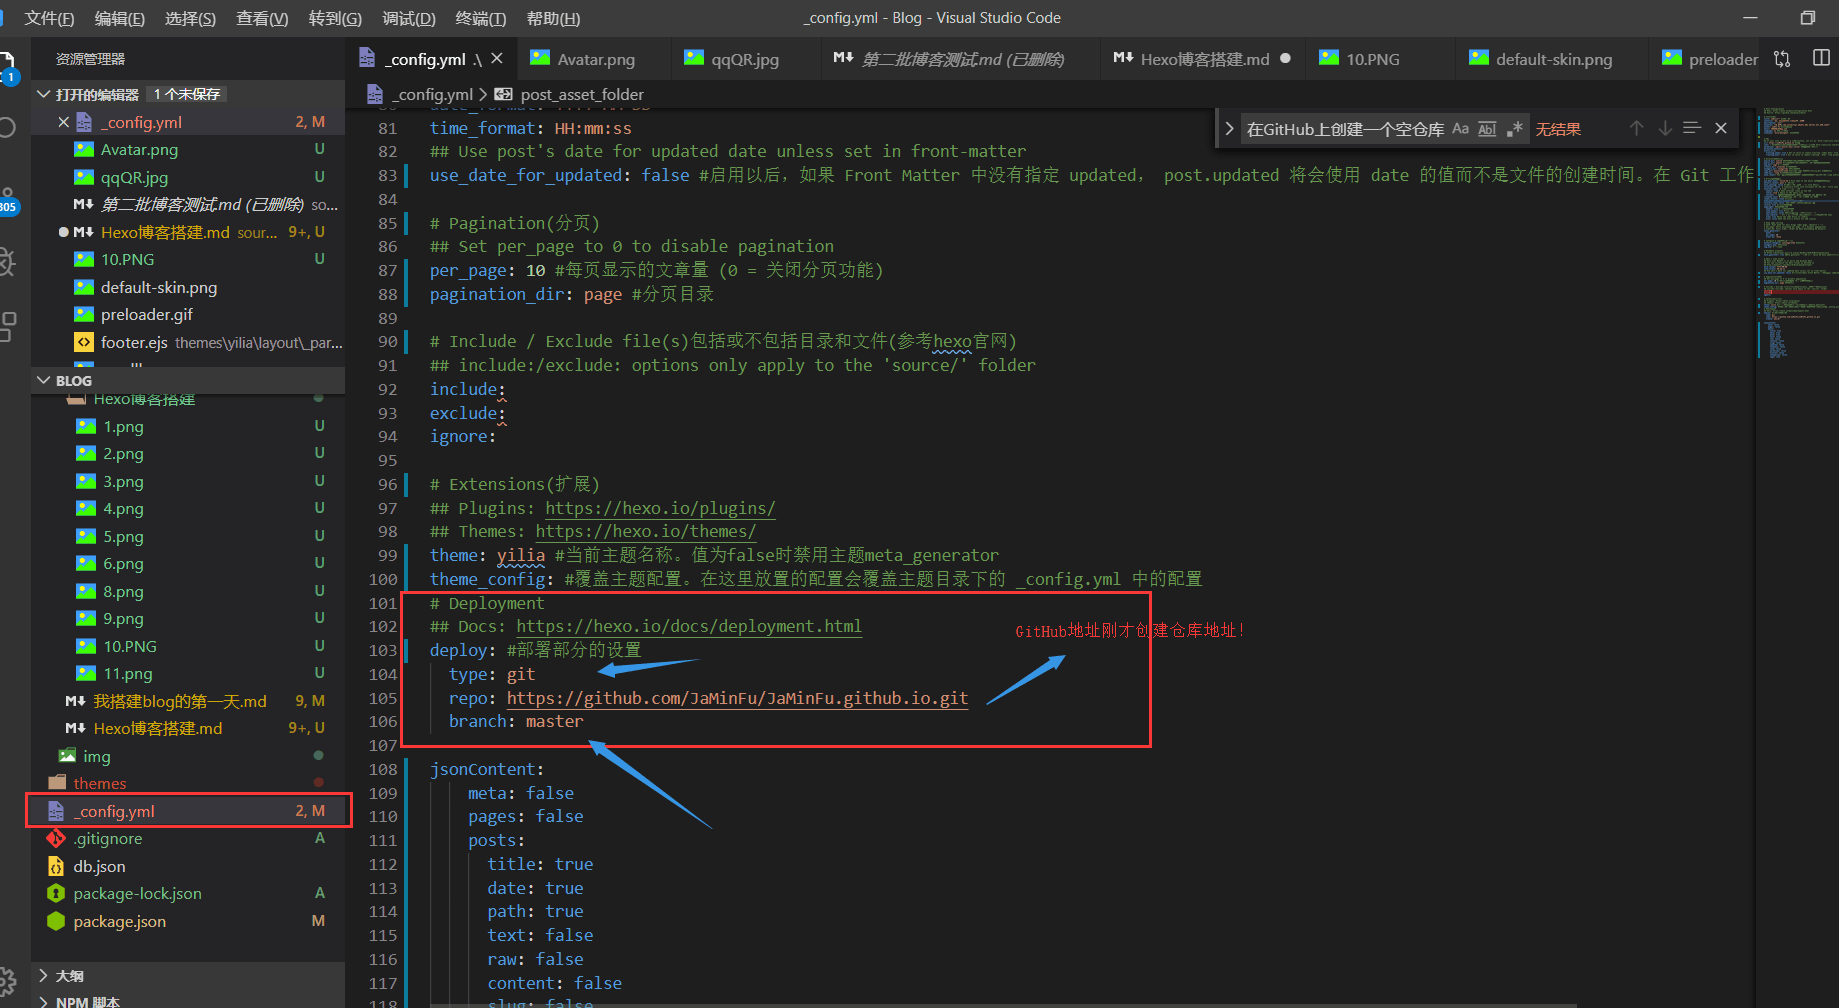 文件(F) 编辑(E) 选择(S) 查看(V) 转到(G) 调试(D) 终端(T) 帮助(H)
_config.yml - Blog - Visual Studio Code
资源管理器
_config.yml .\
Avatar.png
qqQR.jpg
第二批博客测试.md (已删除)
Hexo博客搭建.md
10.PNG
default-skin.png
preloader
_config.yml > post_asset_folder
1
305
打开的编辑器 1 个未保存
_config.yml 2, M
Avatar.png U
qqQR.jpg U
第二批博客测试.md (已删除) so...
Hexo博客搭建.md sour... 9+, U
10.PNG U
default-skin.png
preloader.gif
footer.ejs themes\yilia\layout\_par...
BLOG
Hexo博客搭建
1.png U
2.png U
3.png U
4.png U
5.png U
6.png U
8.png U
9.png U
10.PNG U
11.png U
我搭建blog的第一天.md 9, M
Hexo博客搭建.md 9+, U
img
themes
_config.yml 2, M
.gitignore A
db.json
package-lock.json A
package.json M
大纲
NPM 脚本
在GitHub上创建一个空仓库 Aa Abl .* 无结果
81 time_format: HH:mm:ss
82 ## Use post's date for updated date unless set in front-matter
83 use_date_for_updated: false #启用以后，如果 Front Matter 中没有指定 updated， post.updated 将会使用 date 的值而不是文件的创建时间。在 Git 工作
84
85 # Pagination(分页)
86 ## Set per_page to 0 to disable pagination
87 per_page: 10 #每页显示的文章量 (0 = 关闭分页功能)
88 pagination_dir: page #分页目录
89
90 # Include / Exclude file(s)包括或不包括目录和文件(参考hexo官网)
91 ## include:/exclude: options only apply to the 'source/' folder
92 include:
93 exclude:
94 ignore:
95
96 # Extensions(扩展)
97 ## Plugins: https://hexo.io/plugins/
98 ## Themes: https://hexo.io/themes/
99 theme: yilia #当前主题名称。值为false时禁用主题meta_generator
100 theme_config: #覆盖主题配置。在这里放置的配置会覆盖主题目录下的 _config.yml 中的配置
101 # Deployment
102 ## Docs: https://hexo.io/docs/deployment.html
GitHub地址刚才创建仓库地址!
103 deploy: #部署部分的设置
104 type: git
105 repo: https://github.com/JaMinFu/JaMinFu.github.io.git
106 branch: master
107
108 jsonContent:
109 meta: false
110 pages: false
111 posts:
112 title: true
113 date: true
114 path: true
115 text: false
116 raw: false
117 content: false
118 slug: false